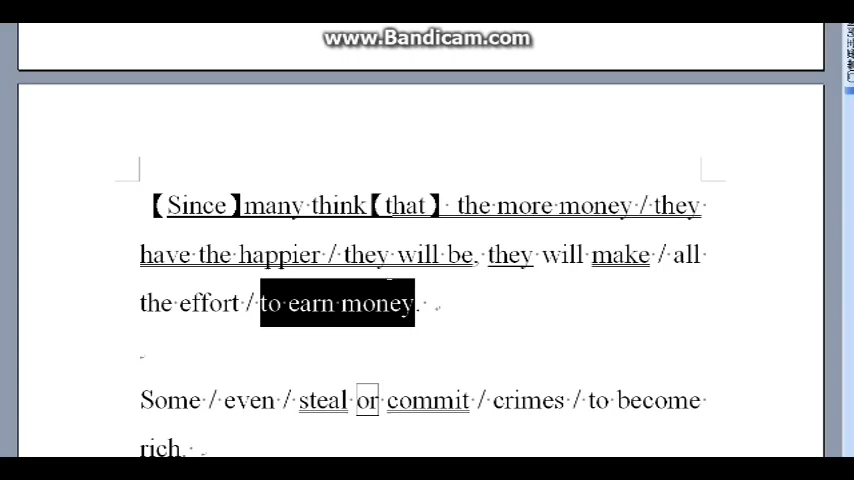 www.Bandicam.com
【Since】many think【that】 the more money / they
have the happier / they will be, they will make / all
the effort / to earn money.
Some / even / steal or commit / crimes / to become
rich.